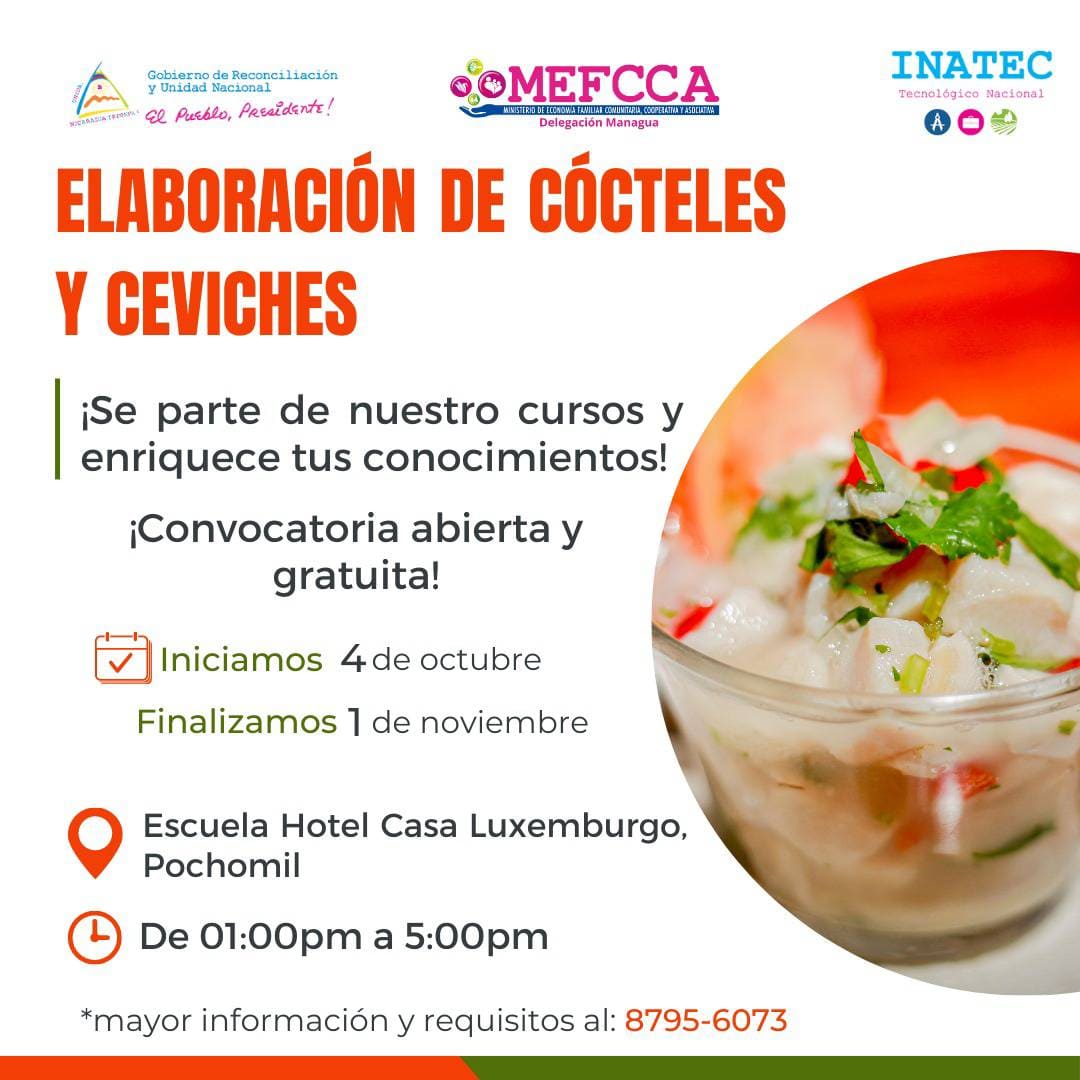 Gobierno de Reconciliación
y Unidad Nacional
El Pueblo, Presidente!
MEFCCA
MINISTERIO DE ECONOMÍA FAMILIAR COMUNITARIA, COOPERATIVA Y ASOCIATIVA
Delegación Managua
INATEC
Tecnológico Nacional
ELABORACIÓN DE CÓCTELES
Y CEVICHES
¡Se parte de nuestro cursos y
enriquece tus conocimientos!
¡Convocatoria abierta y
gratuita!
Iniciamos 4 de octubre
Finalizamos 1 de noviembre
Escuela Hotel Casa Luxemburgo,
Pochomil
De 01:00pm a 5:00pm
*mayor información y requisitos al: 8795-6073